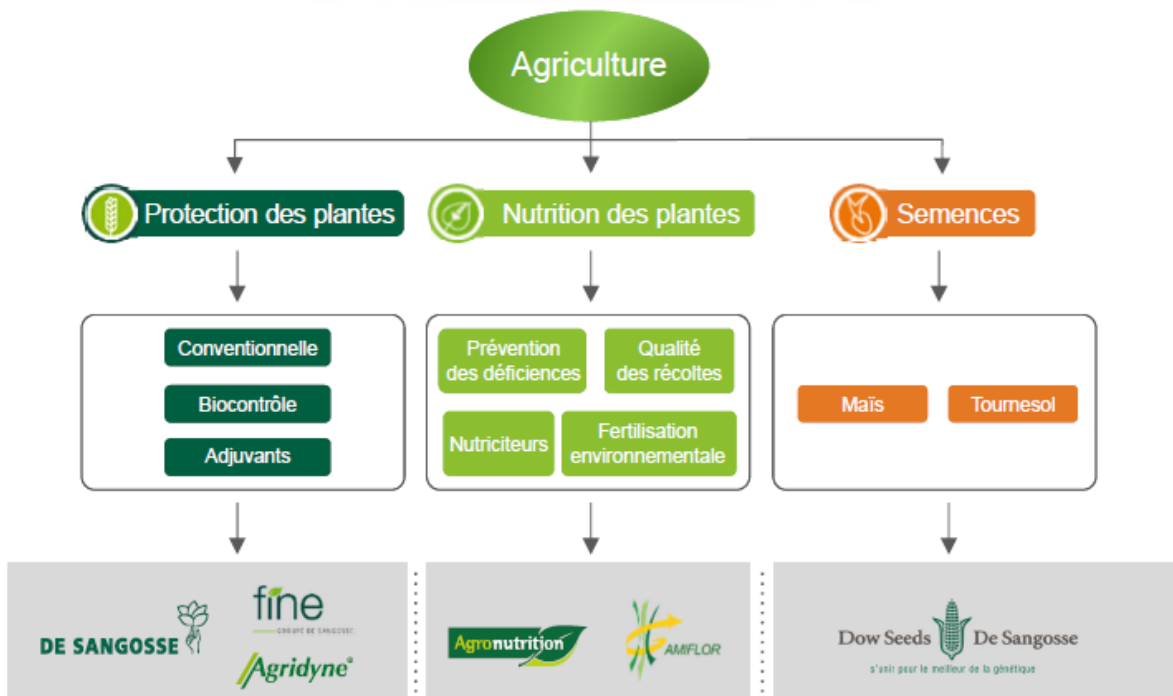 Agriculture
Protection des plantes
Nutrition des plantes
Semences
Conventionnelle
Biocontrôle
Adjuvants
Prévention
des déficiences
Qualité
des récoltes
Nutriciteurs
Fertilisation
environnementale
Maïs
Tournesol
DE SANGOSSE
fine
GROUPE DE SANGOSSE
Agridyne®
Agronutrition
AMIFLOR
Dow Seeds De Sangosse
s'unir pour le meilleur de la génétique